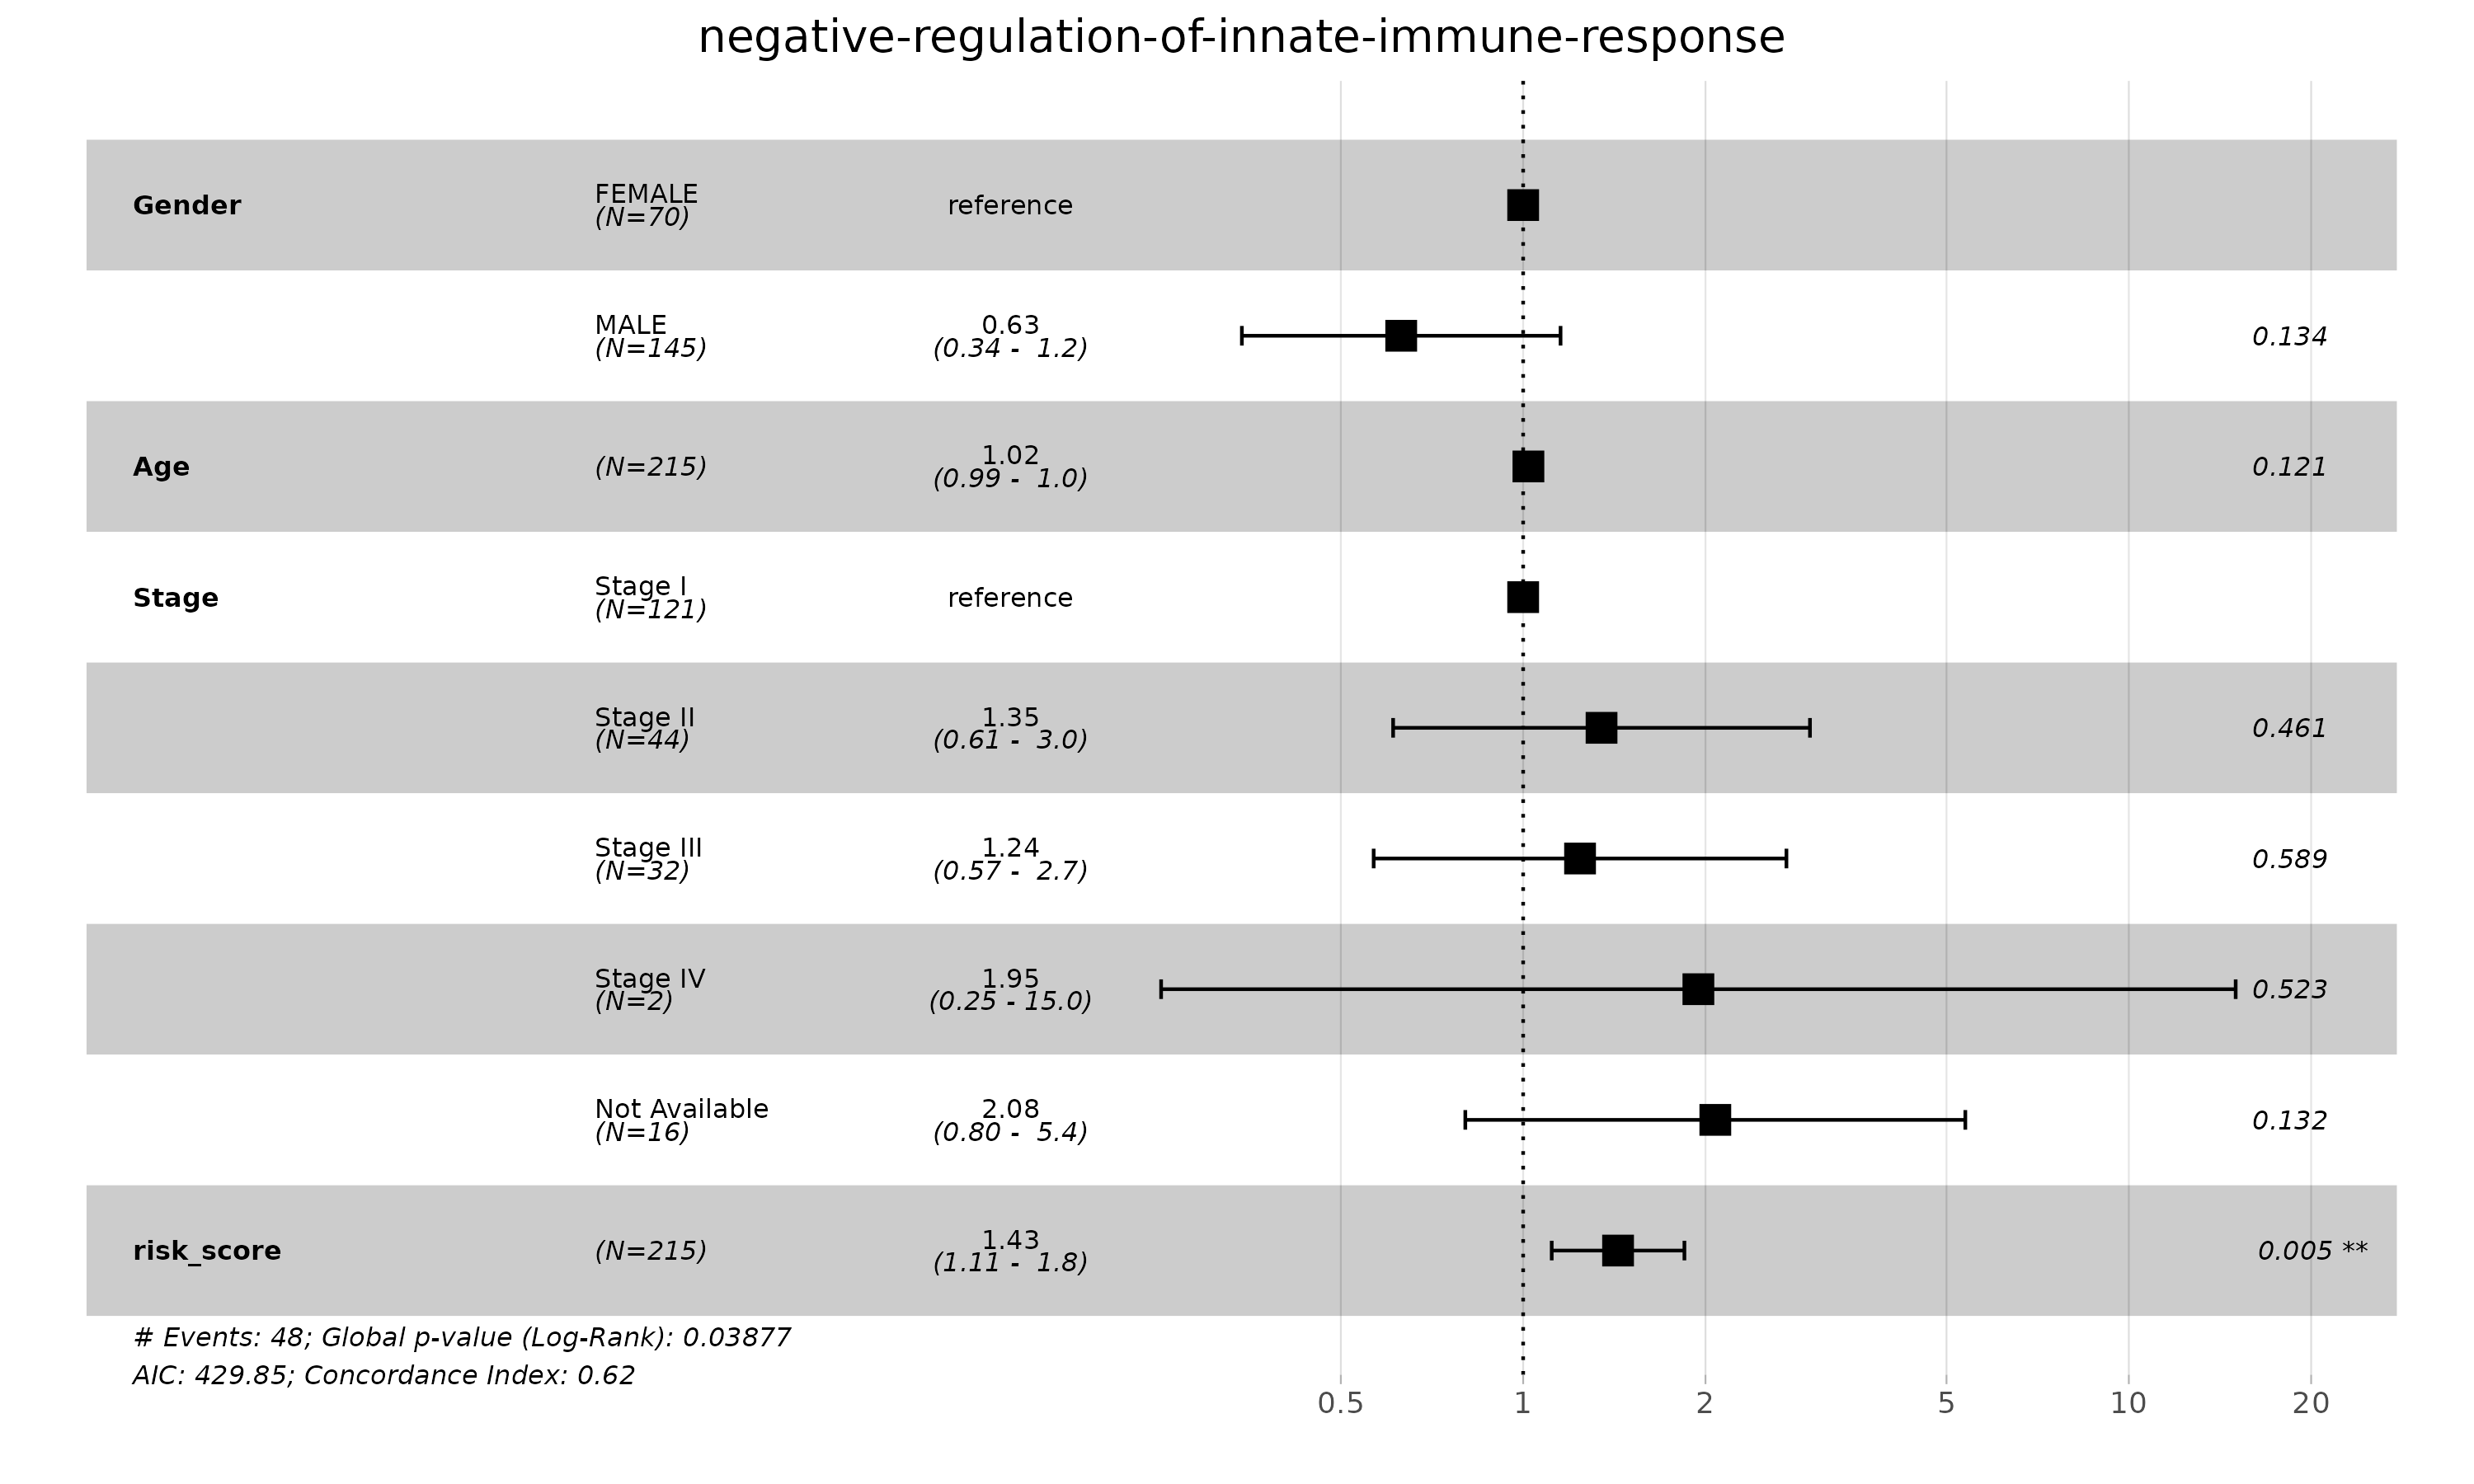 negative-regulation-of-innate-immune-response
Gender
FEMALE
(N=70)
reference
MALE
(N=145)
0.63
(0.34 - 1.2)
0.134
Age
(N=215)
1.02
(0.99 - 1.0)
0.121
Stage
Stage I
(N=121)
reference
Stage II
(N=44)
1.35
(0.61 - 3.0)
0.461
Stage III
(N=32)
1.24
(0.57 - 2.7)
0.589
Stage IV
(N=2)
1.95
(0.25 - 15.0)
0.523
Not Available
(N=16)
2.08
(0.80 - 5.4)
0.132
risk_score
(N=215)
1.43
(1.11 - 1.8)
0.005 **
# Events: 48; Global p-value (Log-Rank): 0.03877
AIC: 429.85; Concordance Index: 0.62
0.5 1 2 5 10 20